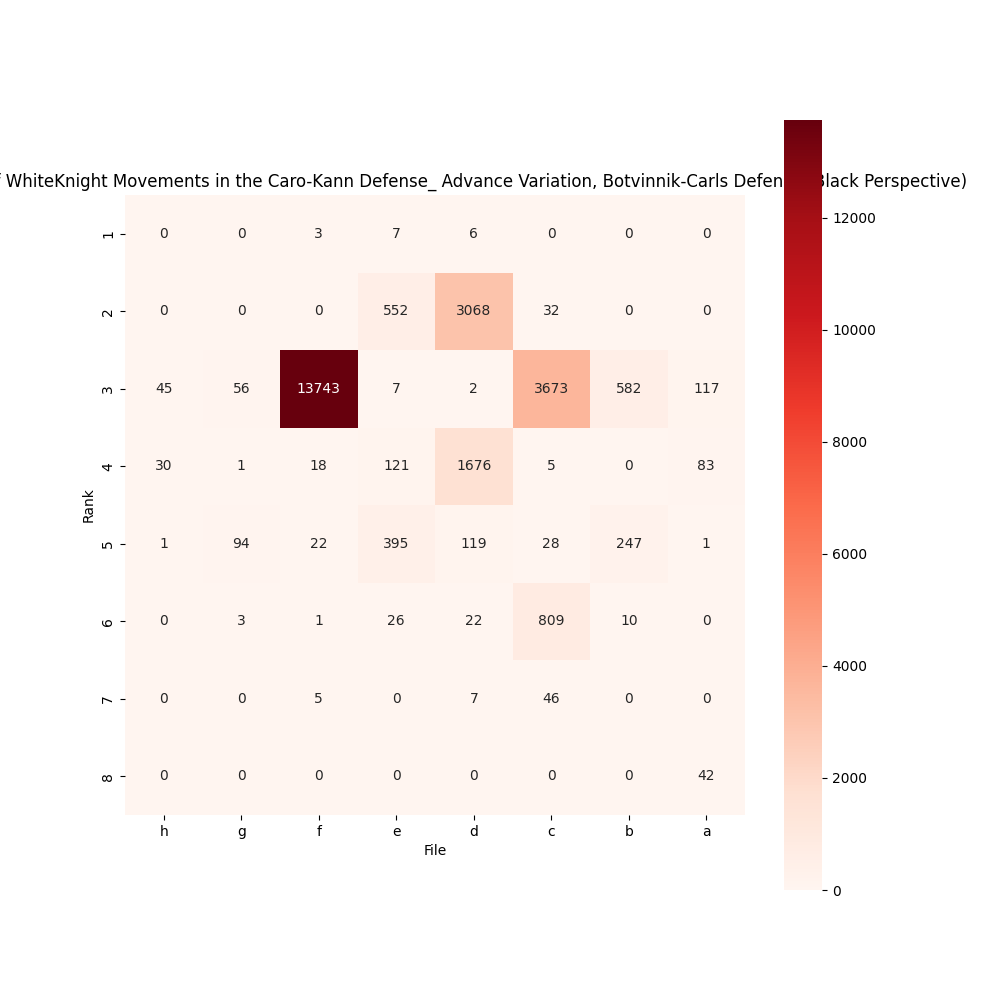 WhiteKnight Movements in the Caro-Kann Defense_ Advance Variation, Botvinnik-Carls Perspective)
12000
10000
8000
6000
4000
2000
0
Rank
1 0 0 3 7 6 0 0 0
2 0 0 0 552 3068 32 0 0
3 45 56 13743 7 2 3673 582 117
4 30 1 18 121 1676 5 0 83
5 1 94 22 395 119 28 247 1
6 0 3 1 26 22 809 10 0
7 0 0 5 0 7 46 0 0
8 0 0 0 0 0 0 0 42
h g f e d c b a
File